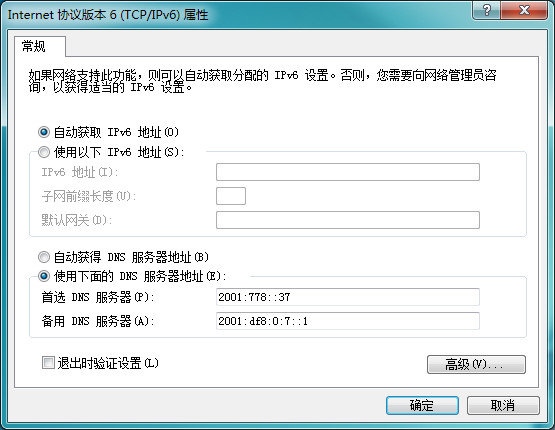 Internet 协议版本 6 (TCP/IPv6) 属性
常规
如果网络支持此功能，则可以自动获取分配的 IPv6 设置。否则，您需要向网络管理员咨
询，以获得适当的 IPv6 设置。
自动获取 IPv6 地址(O)
使用以下 IPv6 地址(S):
IPv6 地址(I):
子网前缀长度(U):
默认网关(D):
自动获得 DNS 服务器地址(B)
使用下面的 DNS 服务器地址(E):
首选 DNS 服务器(P): 2001:778::37
备用 DNS 服务器(A): 2001:df8:0:7::1
退出时验证设置(L)
高级(V)...
确定 取消